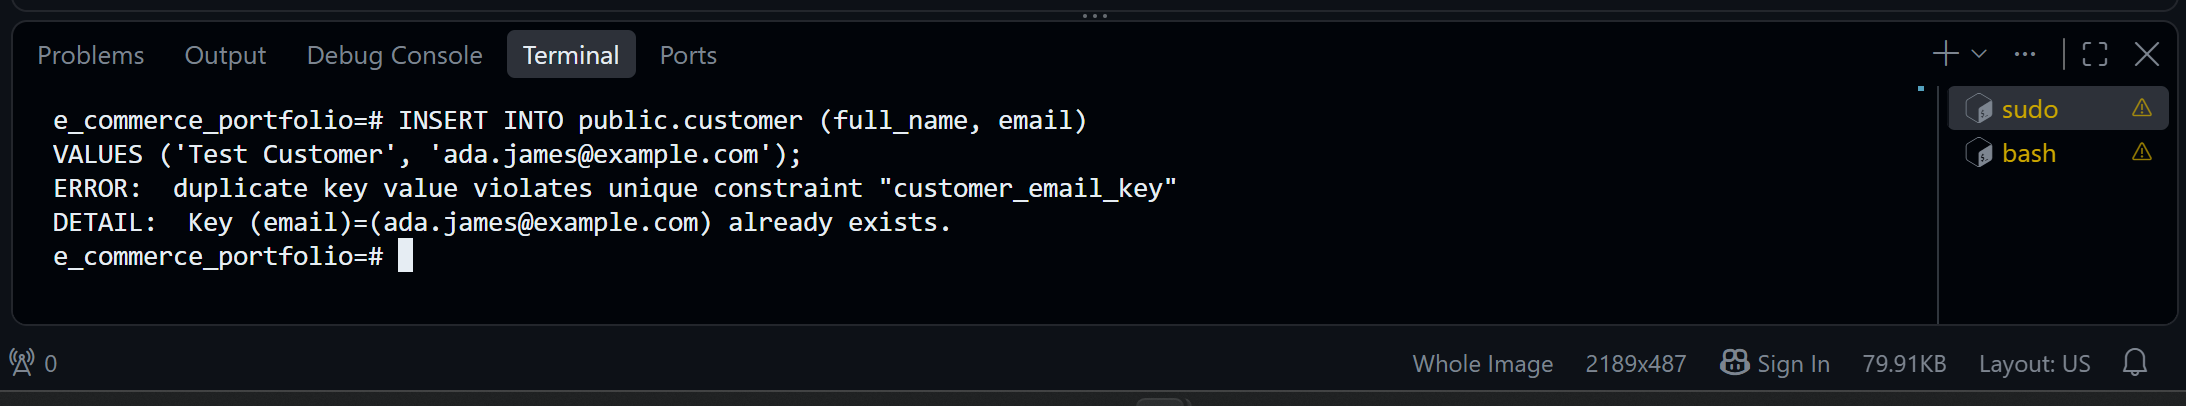 Problems Output Debug Console Terminal Ports
e_commerce_portfolio=# INSERT INTO public.customer (full_name, email)
VALUES ('Test Customer', 'ada.james@example.com');
ERROR:  duplicate key value violates unique constraint "customer_email_key"
DETAIL:  Key (email)=(ada.james@example.com) already exists.
e_commerce_portfolio=#
sudo
bash
0 Whole Image 2189x487 Sign In 79.91KB Layout: US